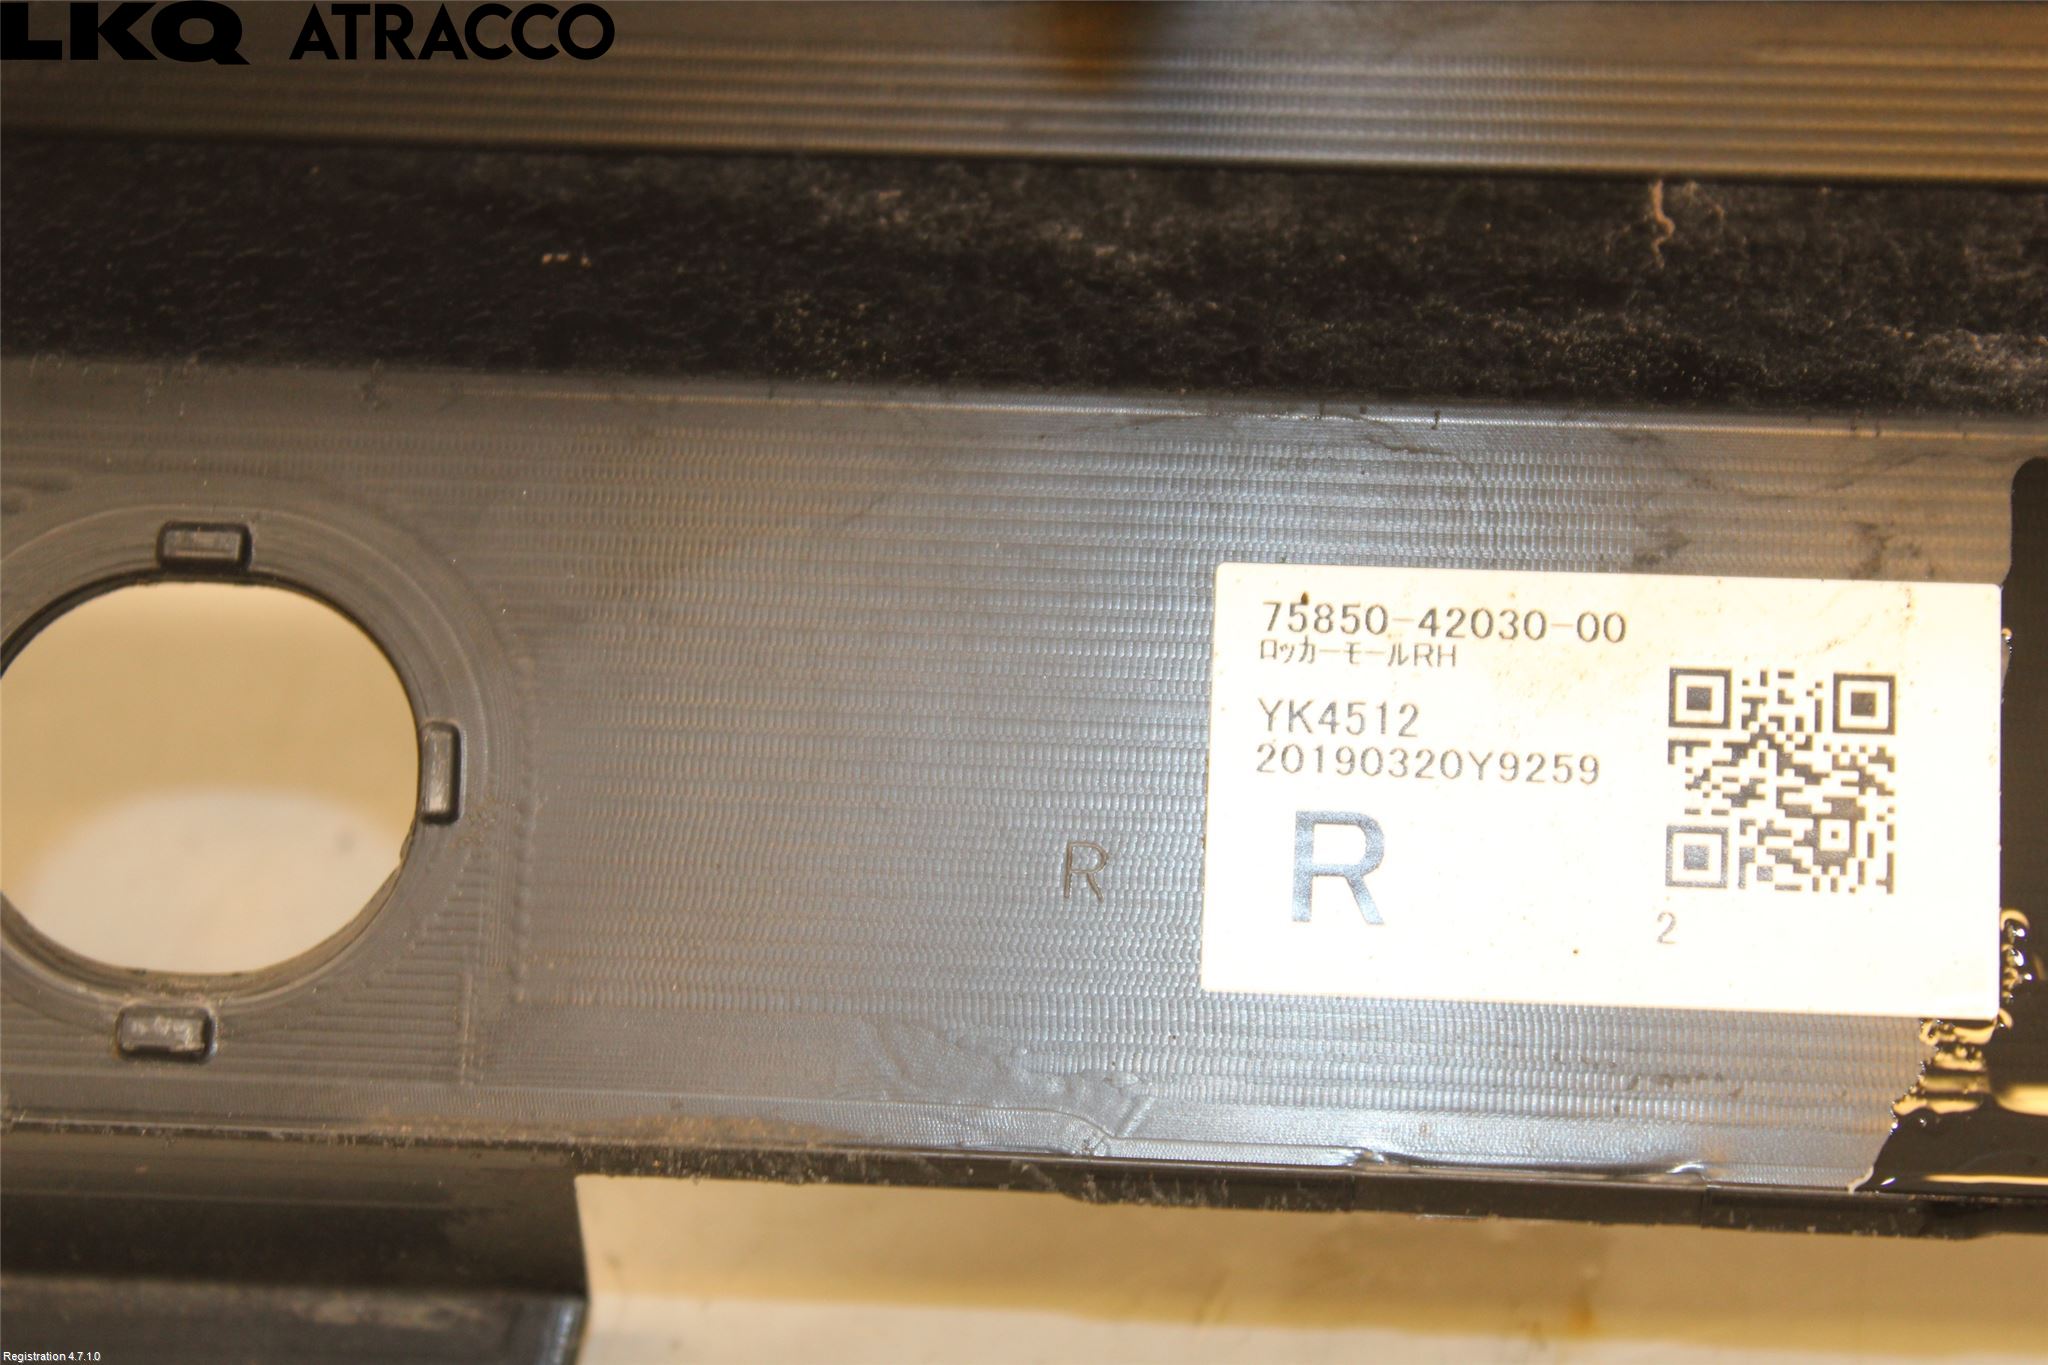 LKQ ATRACCO
75850-42030-00
ﾛｯｶｰﾓｰﾙRH
YK4512
20190320Y9259
R
R
2
Registration 4.7.1.0